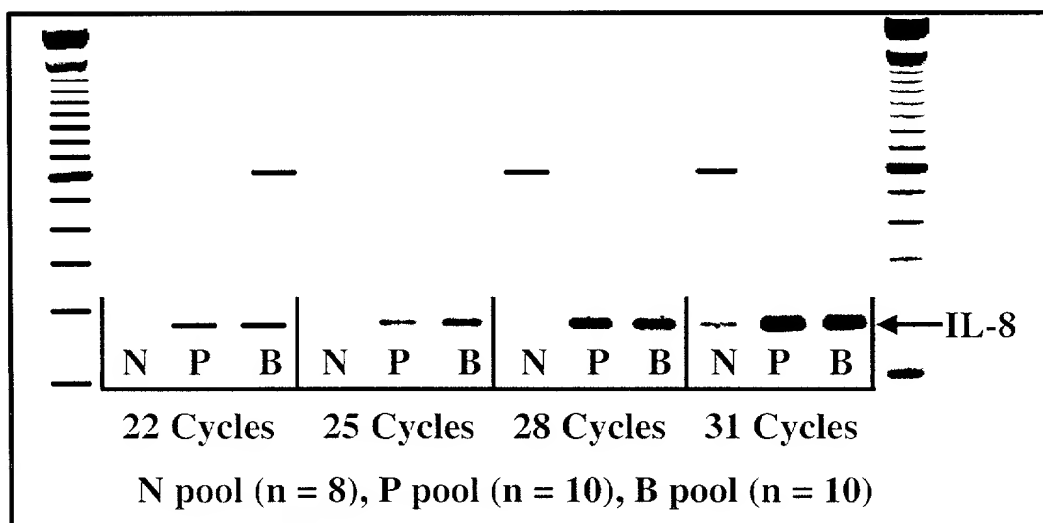 IL-8
N P B N P B N P B N P B
22 Cycles 25 Cycles 28 Cycles 31 Cycles
N pool (n = 8), P pool (n = 10), B pool (n = 10)